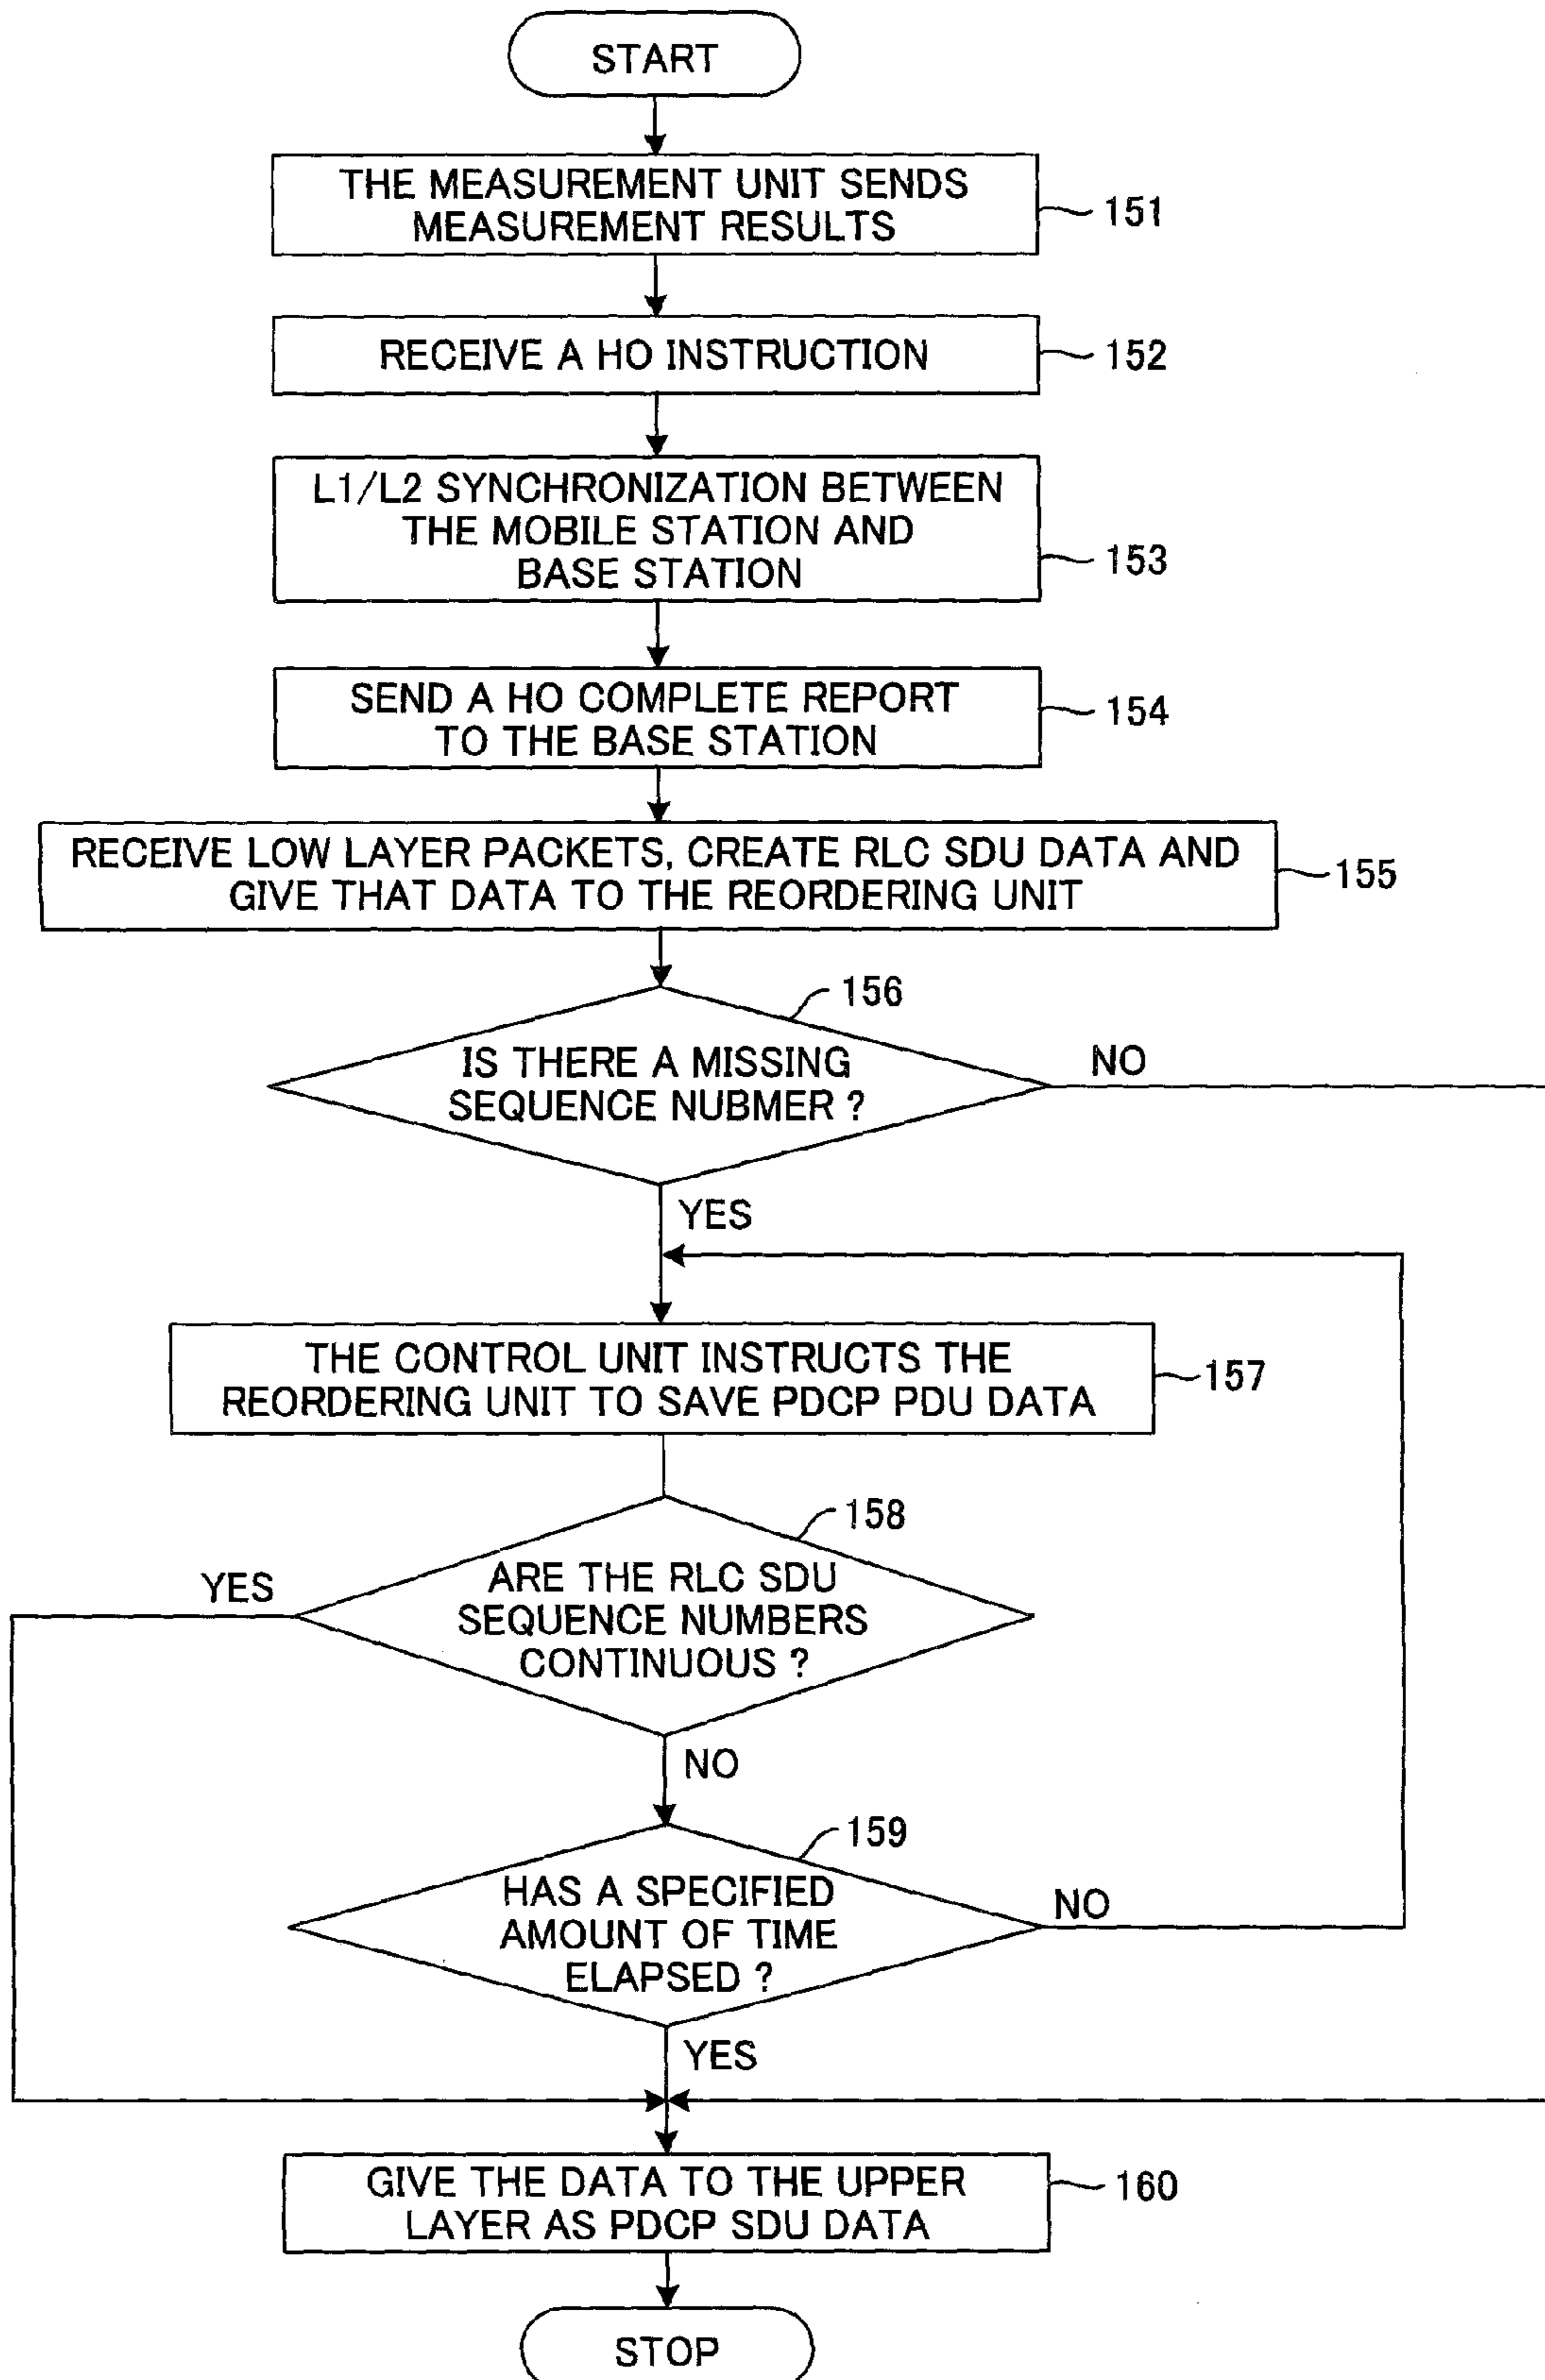 START
THE MEASUREMENT UNIT SENDS
MEASUREMENT RESULTS
151
RECEIVE A HO INSTRUCTION
152
L1/L2 SYNCHRONIZATION BETWEEN
THE MOBILE STATION AND
BASE STATION
153
SEND A HO COMPLETE REPORT
TO THE BASE STATION
154
RECEIVE LOW LAYER PACKETS, CREATE RLC SDU DATA AND
GIVE THAT DATA TO THE REORDERING UNIT
155
156
IS THERE A MISSING
SEQUENCE NUBMER ?
NO
YES
THE CONTROL UNIT INSTRUCTS THE
REORDERING UNIT TO SAVE PDCP PDU DATA
157
158
YES
ARE THE RLC SDU
SEQUENCE NUMBERS
CONTINUOUS ?
NO
159
HAS A SPECIFIED
AMOUNT OF TIME
ELAPSED ?
NO
YES
GIVE THE DATA TO THE UPPER
LAYER AS PDCP SDU DATA
160
STOP